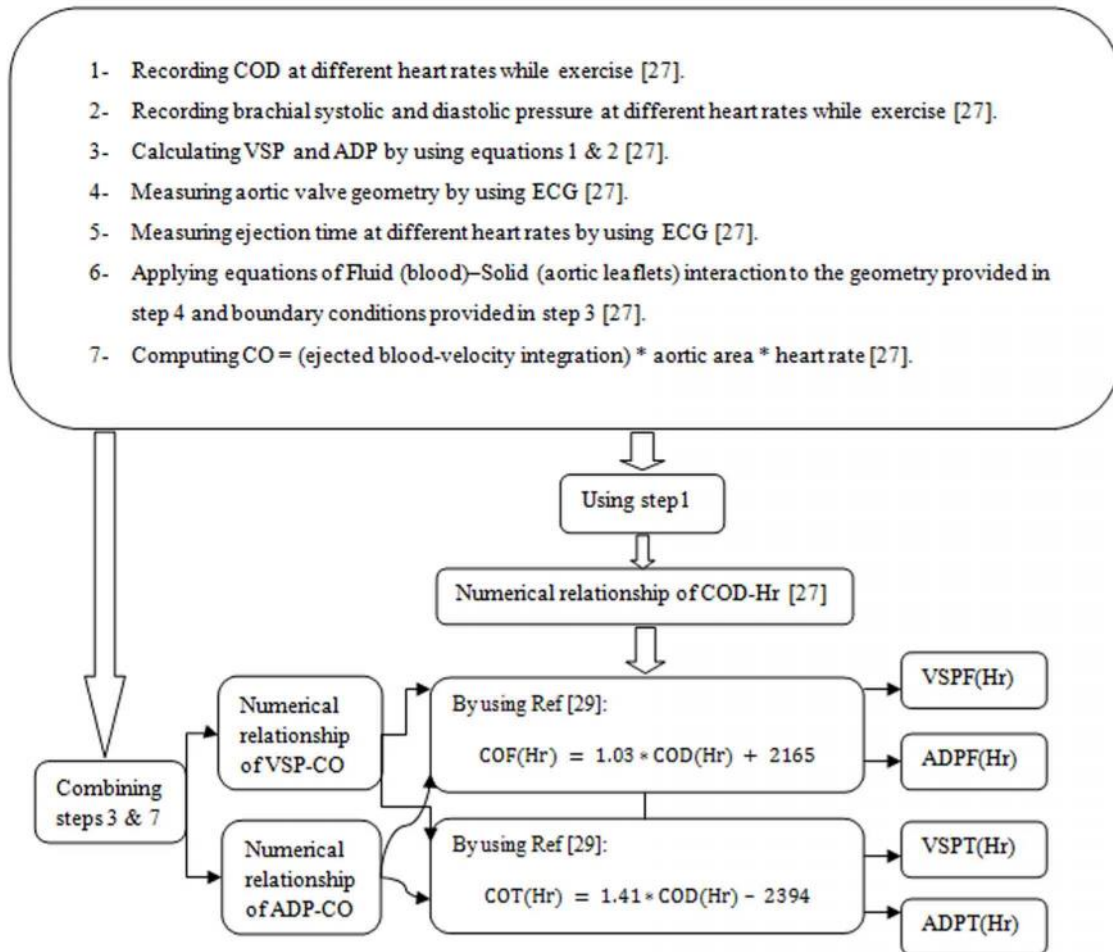 1- Recording COD at different heart rates while exercise [27].
2- Recording brachial systolic and diastolic pressure at different heart rates while exercise [27].
3- Calculating VSP and ADP by using equations 1 & 2 [27].
4- Measuring aortic valve geometry by using ECG [27].
5- Measuring ejection time at different heart rates by using ECG [27].
6- Applying equations of Fluid (blood)–Solid (aortic leaflets) interaction to the geometry provided in
step 4 and boundary conditions provided in step 3 [27].
7- Computing CO = (ejected blood-velocity integration) * aortic area * heart rate [27].
Using step1
Numerical relationship of COD-Hr [27]
Combining
steps 3 & 7
Numerical
relationship
of VSP-CO
Numerical
relationship
of ADP-CO
By using Ref [29]:
COF(Hr) = 1.03 * COD(Hr) + 2165
By using Ref [29]:
COT(Hr) = 1.41 * COD(Hr) − 2394
VSPF(Hr)
ADPF(Hr)
VSPT(Hr)
ADPT(Hr)